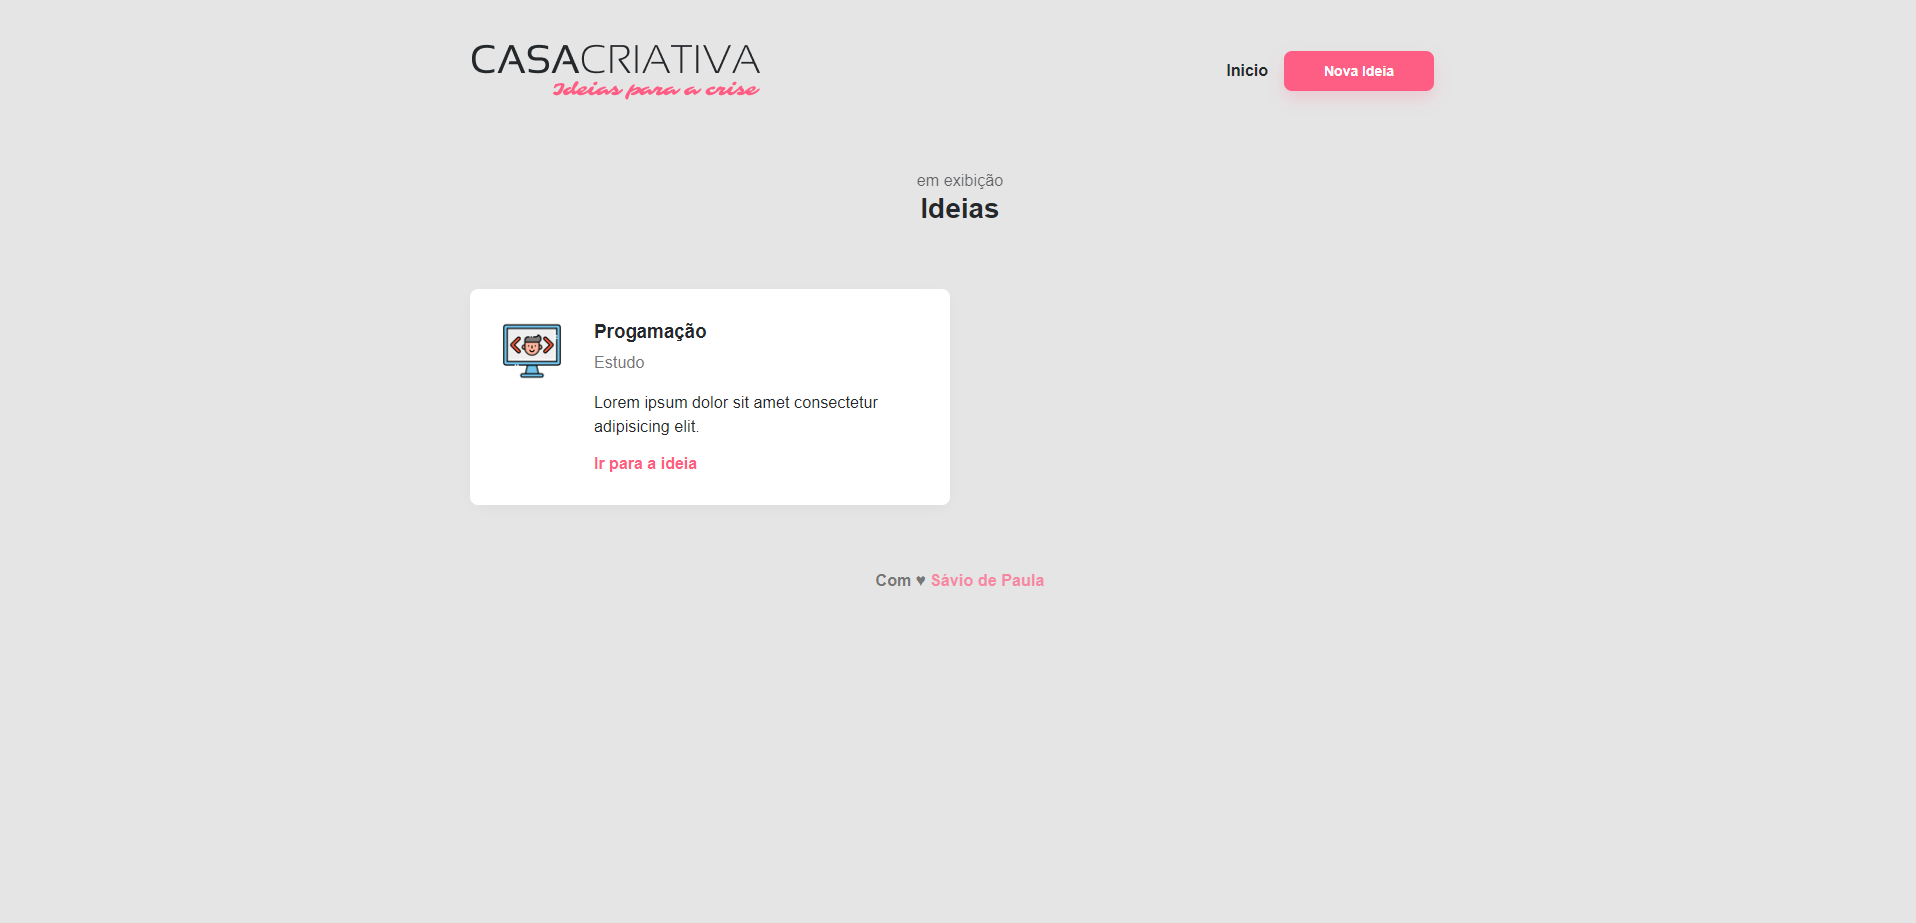 CASACRIATIVA
Ideias para a crise
Inicio
Nova Ideia
em exibição
Ideias
Progamação
Estudo
Lorem ipsum dolor sit amet consectetur
adipisicing elit.
Ir para a ideia
Com ♥ Sávio de Paula